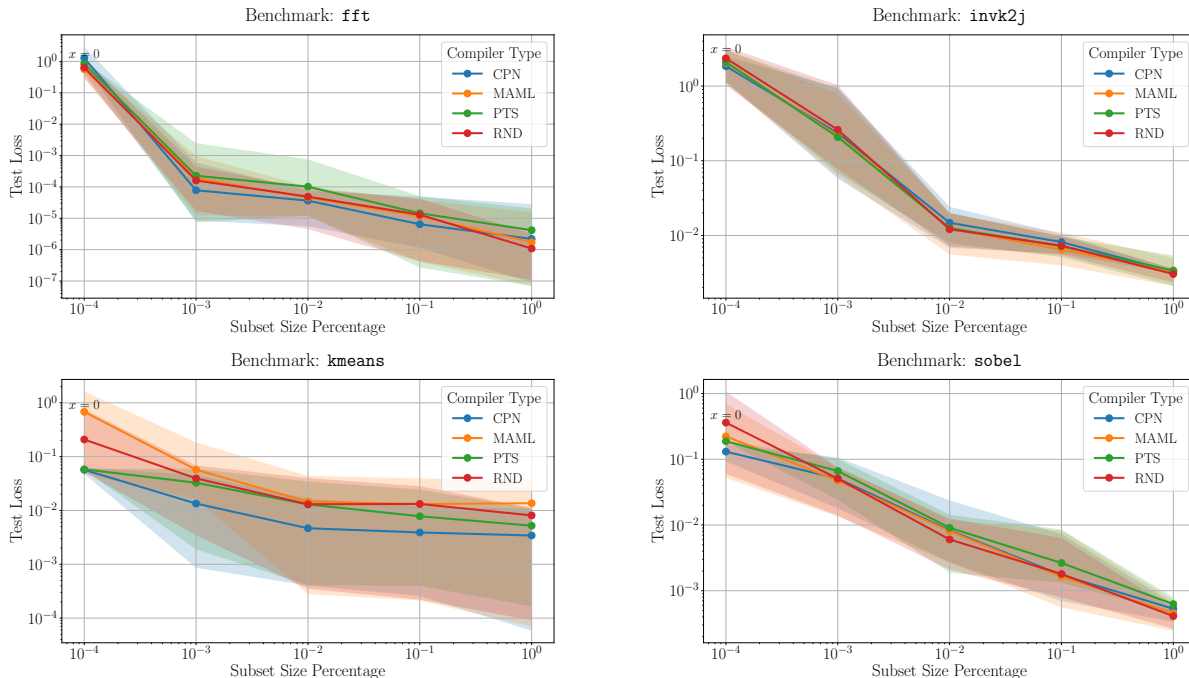 Benchmark: fft
10^0
10^-1
10^-2
10^-3
10^-4
10^-5
10^-6
10^-7
Test Loss
x = 0
Compiler Type
CPN
MAML
PTS
RND
10^-4
10^-3
10^-2
10^-1
10^0
Subset Size Percentage
Benchmark: invk2j
10^0
10^-1
10^-2
Test Loss
x = 0
Compiler Type
CPN
MAML
PTS
RND
10^-4
10^-3
10^-2
10^-1
10^0
Subset Size Percentage
Benchmark: kmeans
10^0
10^-1
10^-2
10^-3
10^-4
Test Loss
x = 0
Compiler Type
CPN
MAML
PTS
RND
10^-4
10^-3
10^-2
10^-1
10^0
Subset Size Percentage
Benchmark: sobel
10^0
10^-1
10^-2
10^-3
Test Loss
x = 0
Compiler Type
CPN
MAML
PTS
RND
10^-4
10^-3
10^-2
10^-1
10^0
Subset Size Percentage